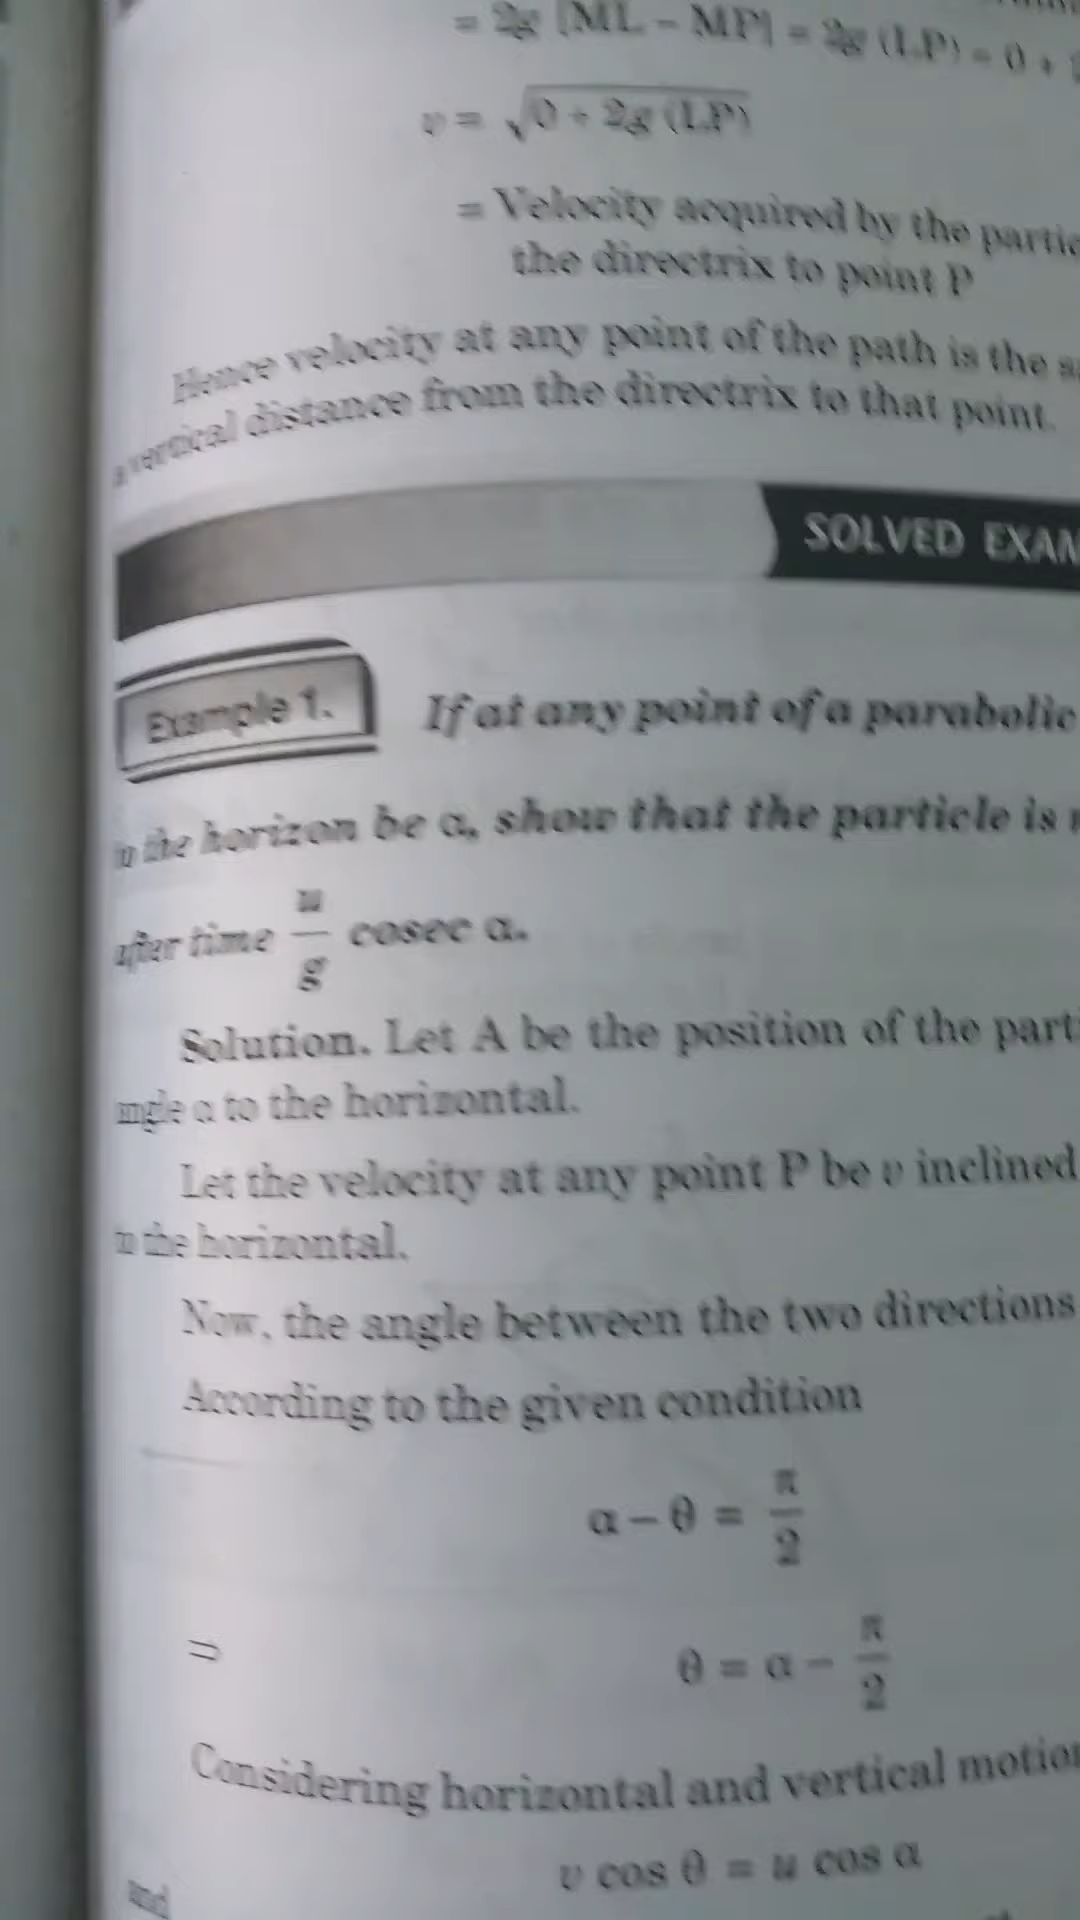 = 2g [ML – MP] = 2g (LP) = 0 +
v = √0 + 2g (LP)
= Velocity acquired by the partic
the directrix to point P
Hence velocity at any point of the path is the
vertical distance from the directrix to that point.
SOLVED EXAM
Example 1. If at any point of a parabolic
to the horizon be α, show that the particle is
after time u/g cosec α.
Solution. Let A be the position of the part
angle α to the horizontal.
Let the velocity at any point P be v inclined
to the horizontal.
Now, the angle between the two directions
According to the given condition
α – θ = π/2
⇒ θ = α – π/2
Considering horizontal and vertical motion
v cos θ = u cos α
and